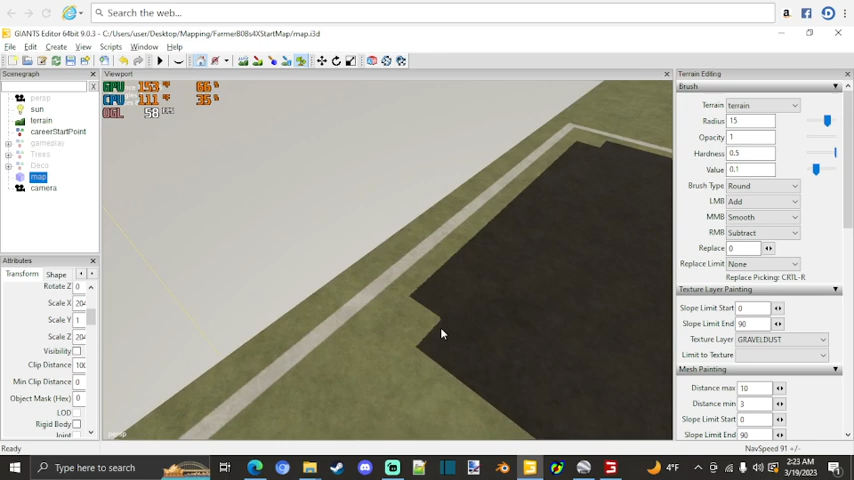 Search the web...
GIANTS Editor 64bit 9.0.3 - C:/Users/user/Desktop/Mapping/Farmer80Bs4XStartMap/map.i3d
File Edit Create View Scripts Window Help
Scenegraph
Viewport
Terrain Editing
X
persp
sun
terrain
careerStartPoint
gameplay
Trees
Deco
map
camera
GPU 153 °F 66 %
CPU 111 °F 35 %
OGL 58 FPS
persp
Attributes
Transform Shape
Rotate Z 0
Scale X 204
Scale Y 1
Scale Z 204
Visibility
Clip Distance 100
Min Clip Distance 0
Object Mask (Hex) 0
LOD
Rigid Body
Joint
Brush
Terrain terrain
Radius 15
Opacity 1
Hardness 0.5
Value 0.1
Brush Type Round
LMB Add
MMB Smooth
RMB Subtract
Replace 0
Replace Limit None
Replace Picking: CRTL-R
Texture Layer Painting
Slope Limit Start 0
Slope Limit End 90
Texture Layer GRAVELDUST
Limit to Texture
Mesh Painting
Distance max 10
Distance min 3
Slope Limit Start 0
Slope Limit End 90
Ready
NavSpeed 91 +/-
Type here to search
4°F
2:23 AM
3/19/2023